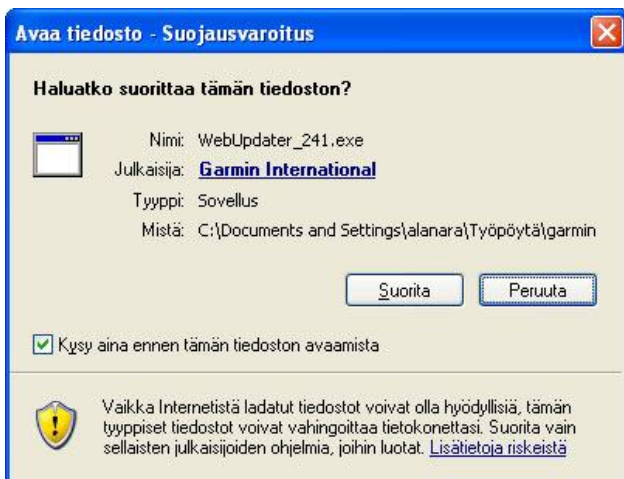 Avaa tiedosto - Suojausvaroitus
Haluatko suorittaa tämän tiedoston?
Nimi: WebUpdater_241.exe
Julkaisija: Garmin International
Tyyppi: Sovellus
Mistä: C:\Documents and Settings\alanara\Työpöytä\garmin
Suorita Peruuta
Kysy aina ennen tämän tiedoston avaamista
Vaikka Internetistä ladatut tiedostot voivat olla hyödyllisiä, tämän
tyyppiset tiedostot voivat vahingoittaa tietokonettasi. Suorita vain
sellaisten julkaisijoiden ohjelmia, joihin luotat. Lisätietoja riskeistä